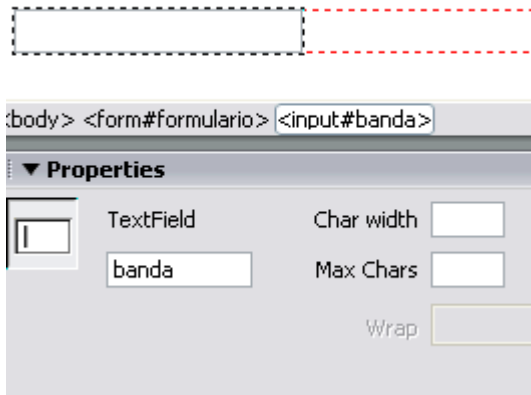 <body> <form#formulario> <input#banda>
Properties
TextField Char width
banda Max Chars
Wrap